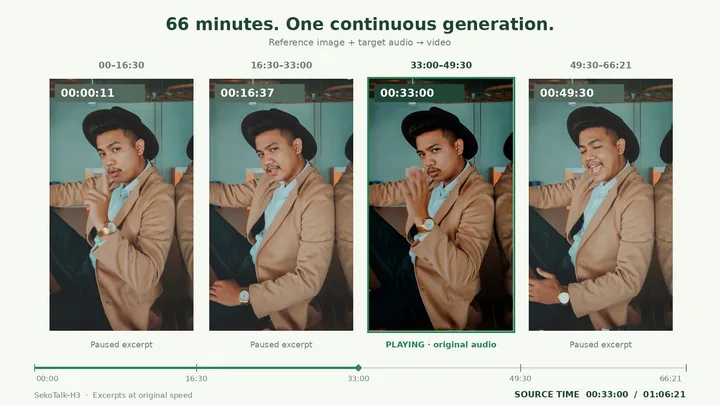 66 minutes. One continuous generation.
Reference image + target audio → video
00–16:30
16:30–33:00
33:00–49:30
49:30–66:21
00:00:11
00:16:37
00:33:00
00:49:30
Paused excerpt
Paused excerpt
PLAYING · original audio
Paused excerpt
00:00
16:30
33:00
49:30
66:21
SekoTalk-H3 · Excerpts at original speed
SOURCE TIME 00:33:00 / 01:06:21